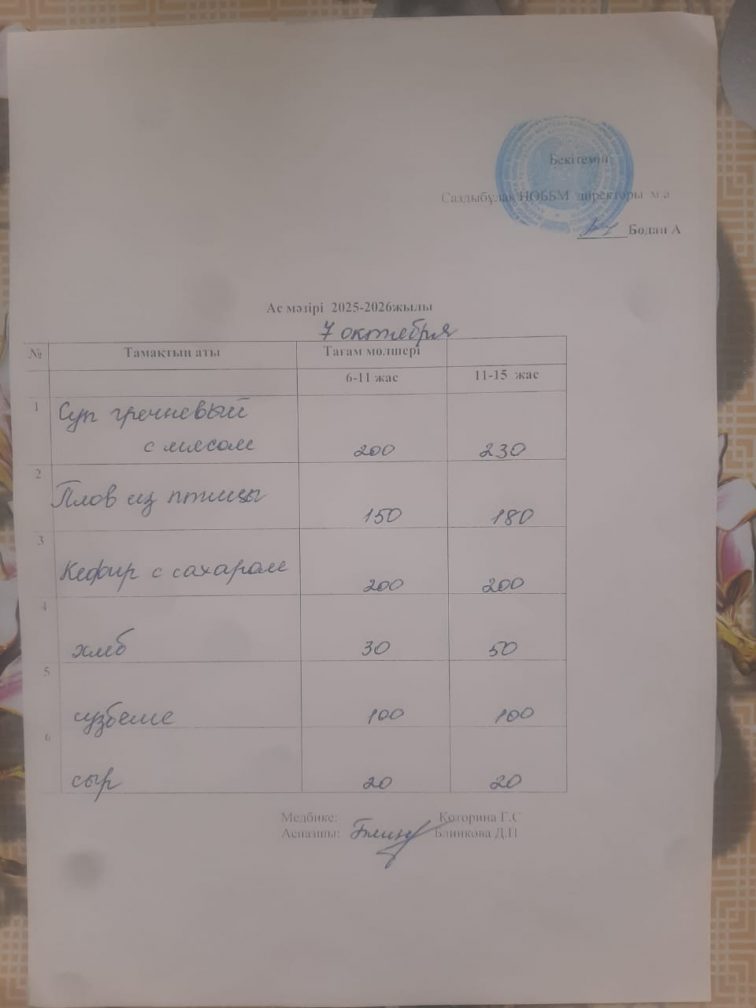 Бекітемін
Саздыбұлақ НОББМ директоры м.а
Бодан А
Ас мәзірі 2025-2026жылы
7 октебря
№ Тамақтың аты Тағам мөлшері
6-11 жас 11-15 жас
1 Суп гречневый
с мясом 200 230
2 Плов из птицы 150 180
3 Кефир с сахаром 200 200
4 хлеб 30 50
5 100 100
6 сыр 20 20
Медбике: Которина Г.С
Аспазшы: Блинкова Д.П